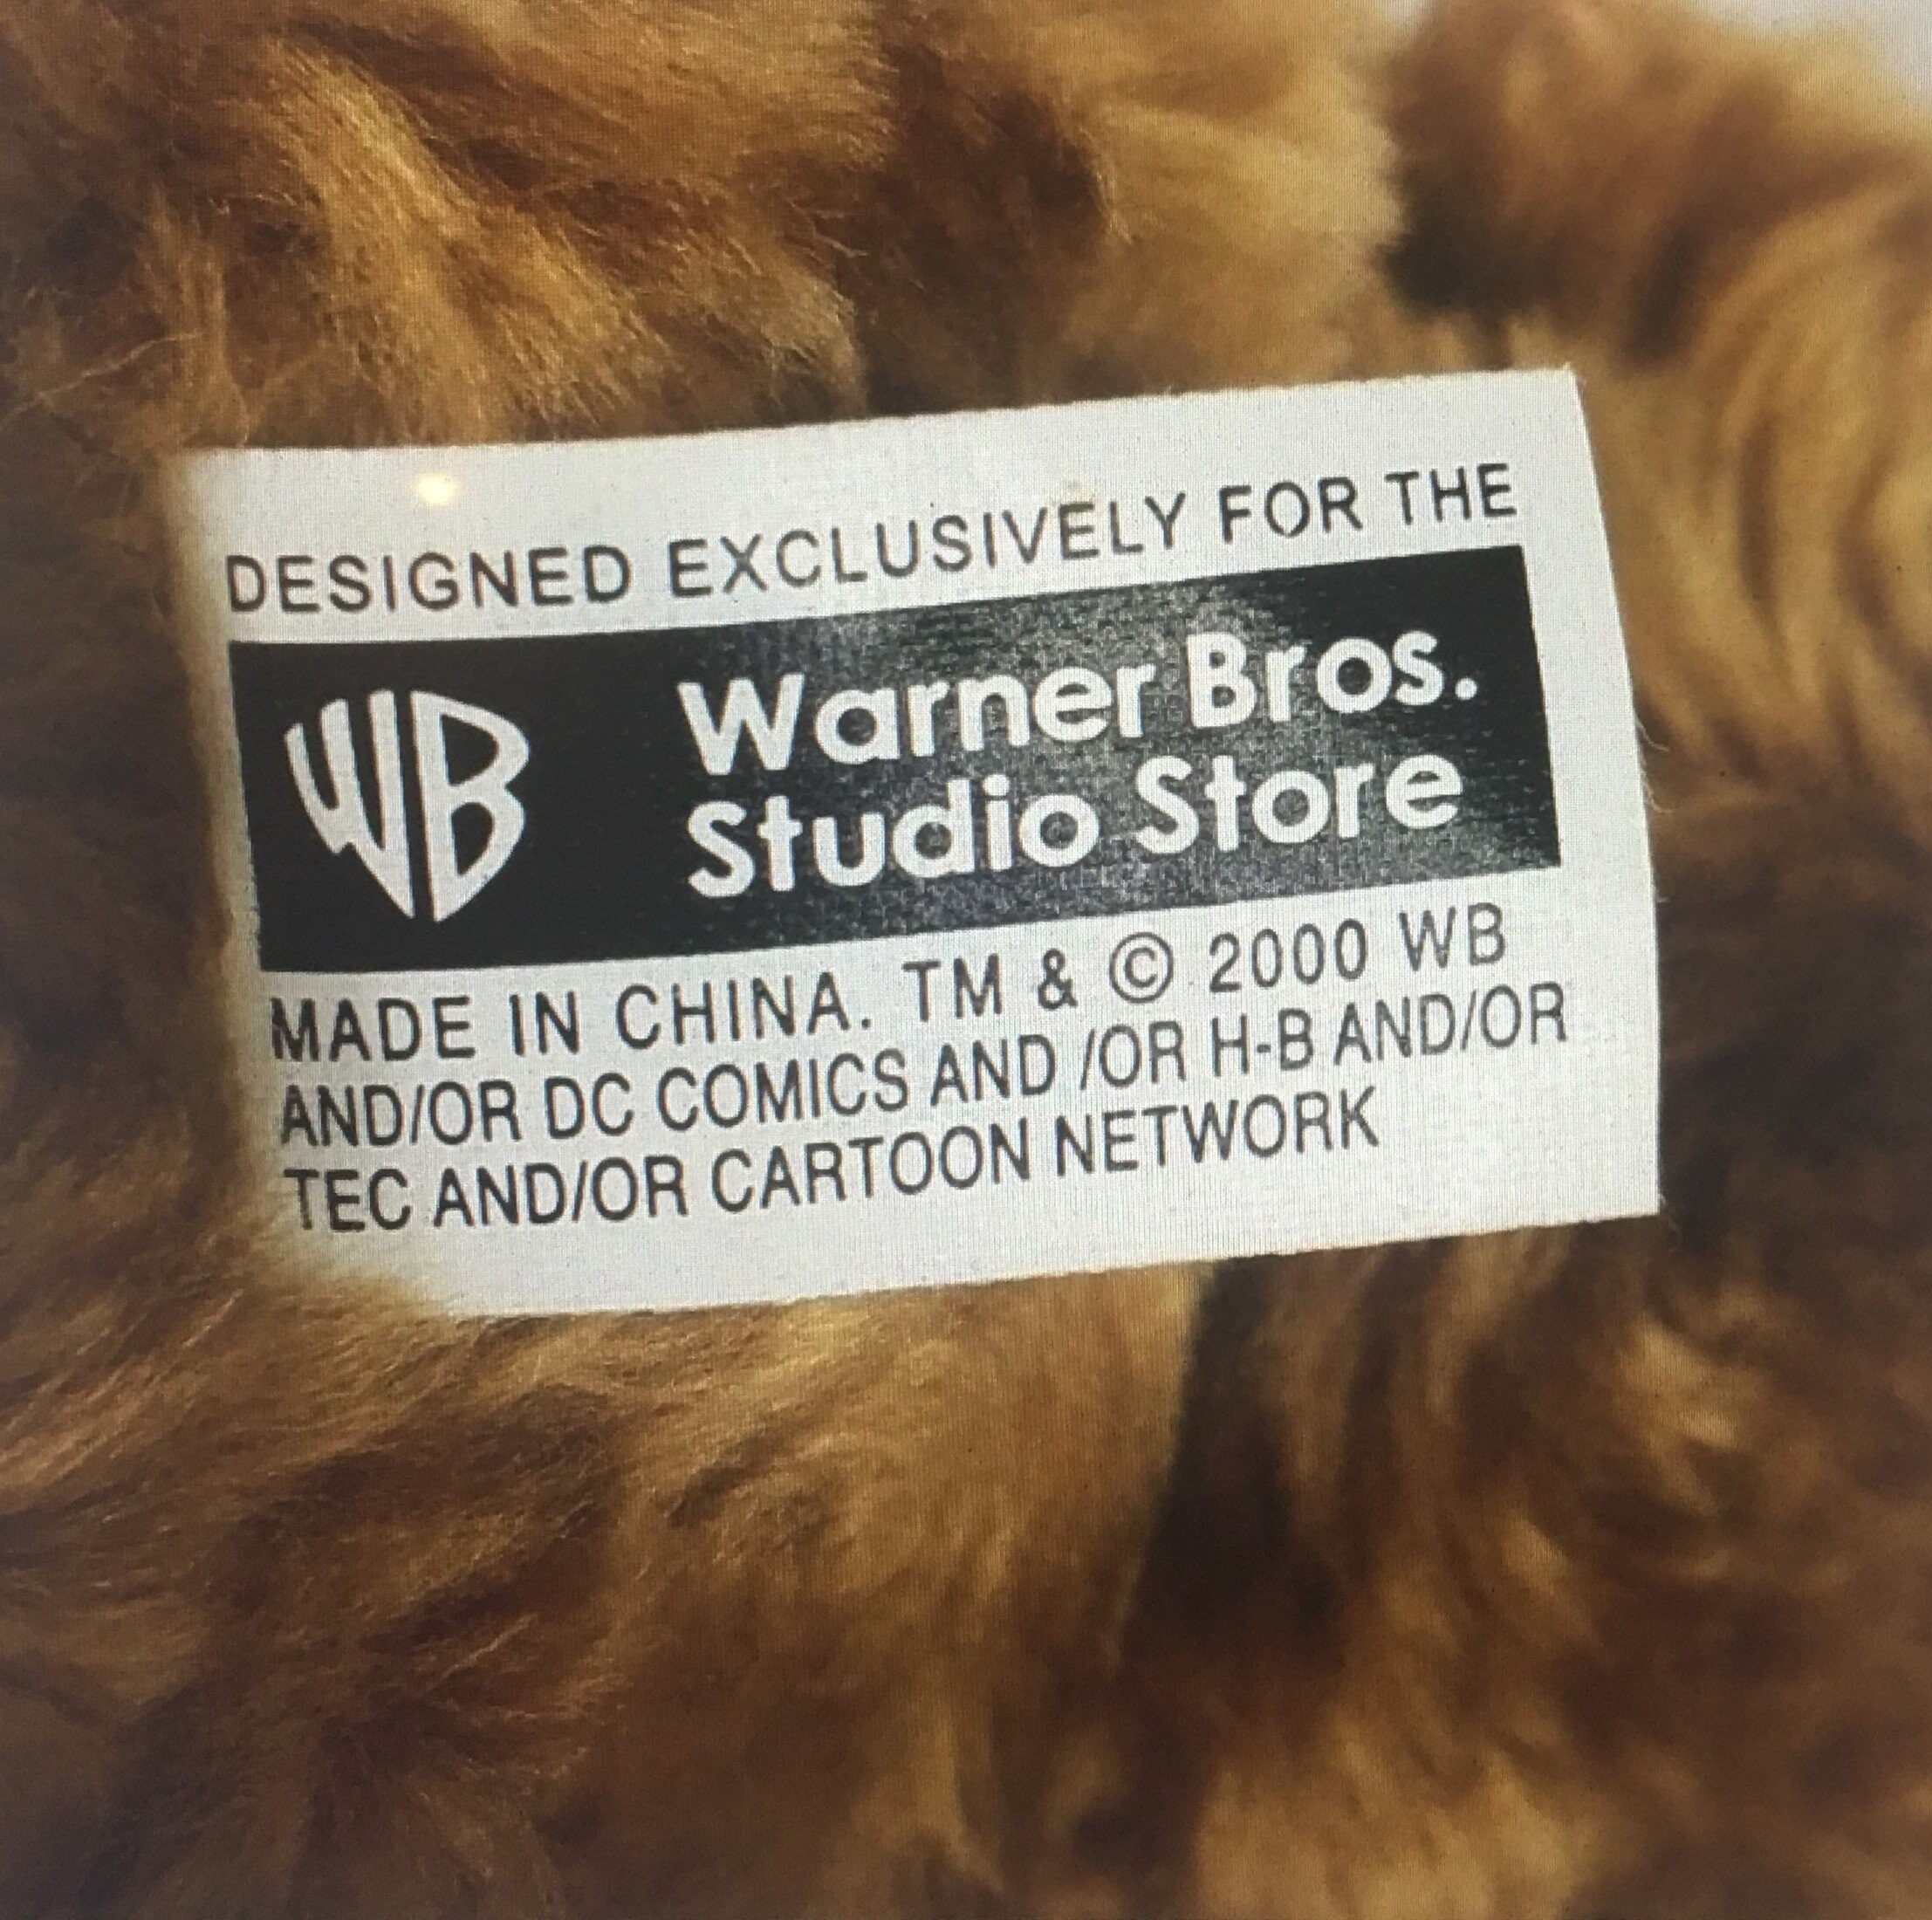 DESIGNED EXCLUSIVELY FOR THE
WB Warner Bros.
Studio Store
MADE IN CHINA. TM & © 2000 WB
AND/OR DC COMICS AND /OR H-B AND/OR
TEC AND/OR CARTOON NETWORK